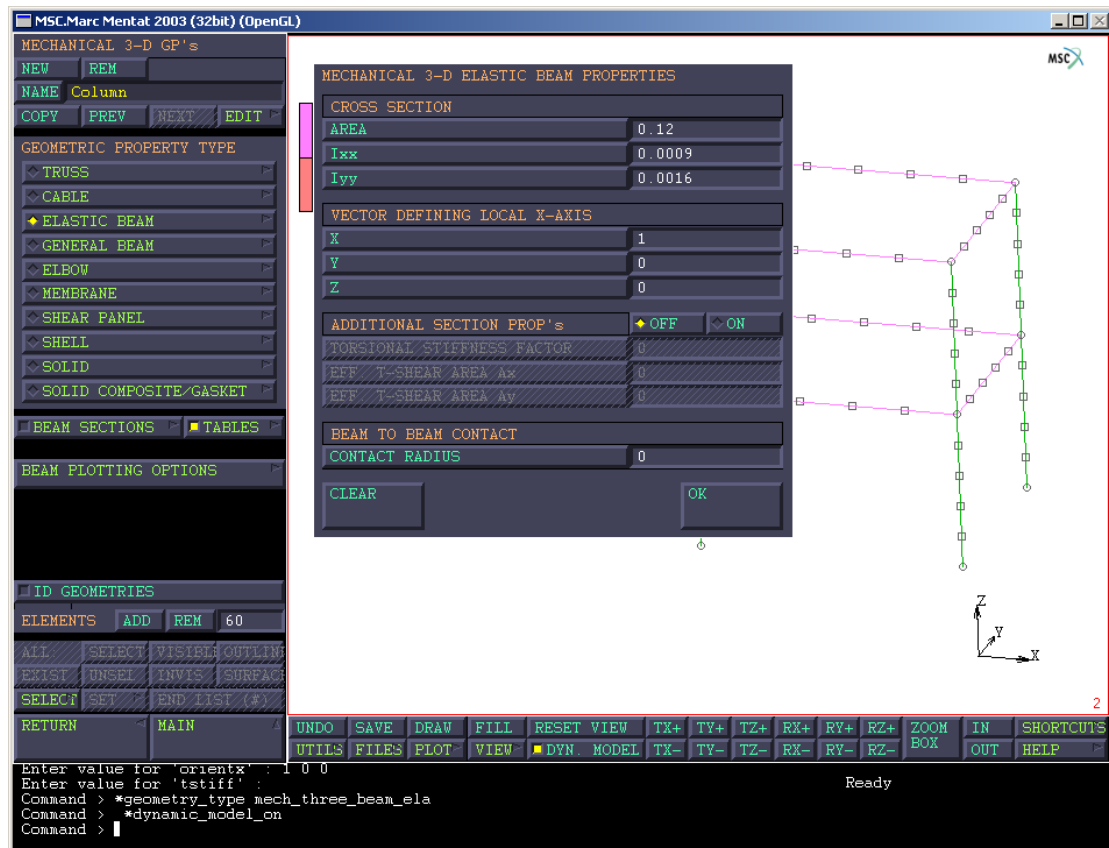 MSC.Marc Mentat 2003 (32bit) (OpenGL)
MECHANICAL 3-D GP's
NEW REM
NAME Column
COPY PREV NEXT EDIT
GEOMETRIC PROPERTY TYPE
TRUSS
CABLE
ELASTIC BEAM
GENERAL BEAM
ELBOW
MEMBRANE
SHEAR PANEL
SHELL
SOLID
SOLID COMPOSITE/GASKET
BEAM SECTIONS TABLES
BEAM PLOTTING OPTIONS
ID GEOMETRIES
ELEMENTS ADD REM 60
ALL SELECT VISIBLE OUTLINE
EXIST UNSEL INVIS SURFACE
SELECT SET END LIST (#)
RETURN MAIN
MECHANICAL 3-D ELASTIC BEAM PROPERTIES
CROSS SECTION
AREA 0.12
Ixx 0.0009
Iyy 0.0016
VECTOR DEFINING LOCAL X-AXIS
X 1
Y 0
Z 0
ADDITIONAL SECTION PROP's OFF ON
TORSIONAL STIFFNESS FACTOR 0
EFF. T-SHEAR AREA Ax 0
EFF. T-SHEAR AREA Ay 0
BEAM TO BEAM CONTACT
CONTACT RADIUS 0
CLEAR OK
MSC
Z
Y
X
2
UNDO SAVE DRAW FILL RESET VIEW TX+ TY+ TZ+ RX+ RY+ RZ+ ZOOM BOX IN SHORTCUTS
UTILS FILES PLOT VIEW DYN. MODEL TX- TY- TZ- RX- RY- RZ- OUT HELP
Enter value for 'orientx' : 1 0 0
Enter value for 'tstiff' :
Command > *geometry_type mech_three_beam_ela
Command > *dynamic_model_on
Command >
Ready